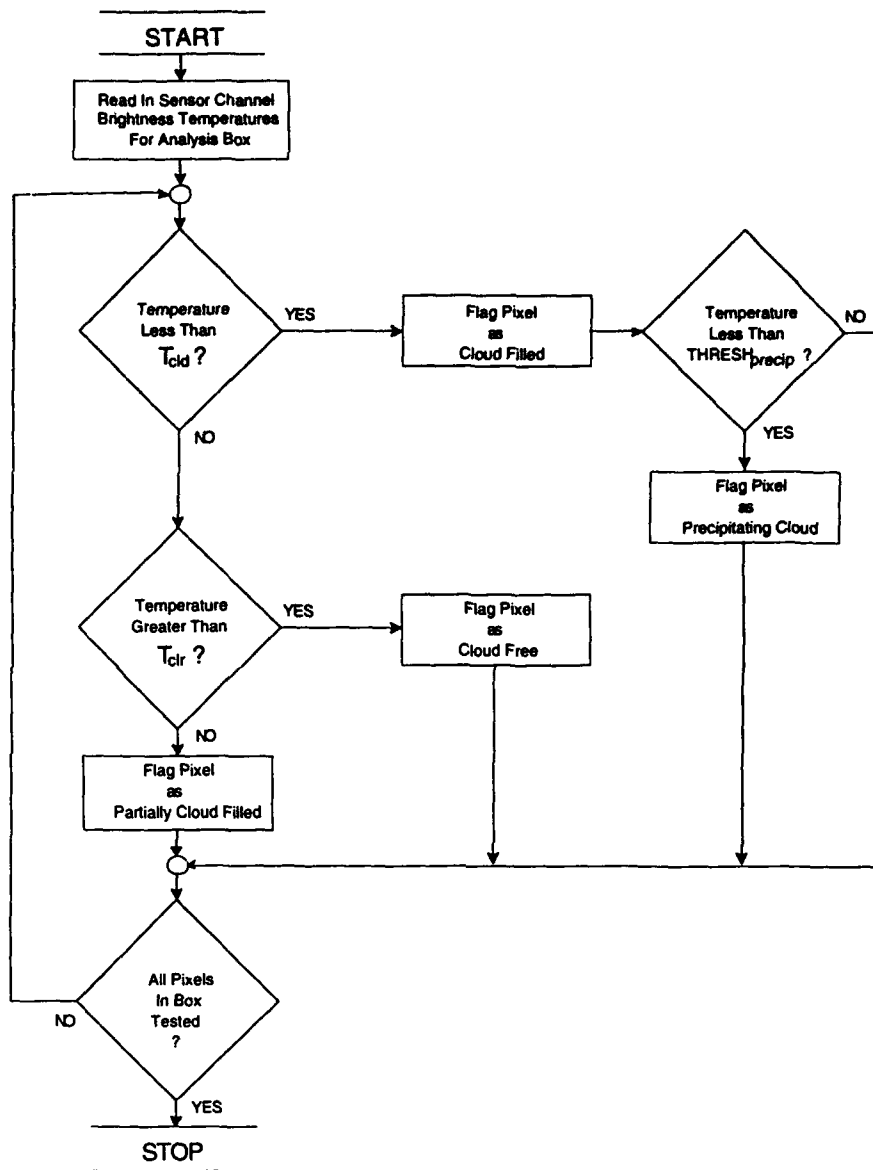 START
Read In Sensor Channel
Brightness Temperatures
For Analysis Box
Temperature
Less Than
Tcld ?
YES
Flag Pixel
as
Cloud Filled
Temperature
Less Than
THRESHprecip ?
NO
NO
YES
Flag Pixel
as
Precipitating Cloud
Temperature
Greater Than
Tclr ?
YES
Flag Pixel
as
Cloud Free
NO
Flag Pixel
as
Partially Cloud Filled
All Pixels
In Box
Tested
?
NO
YES
STOP